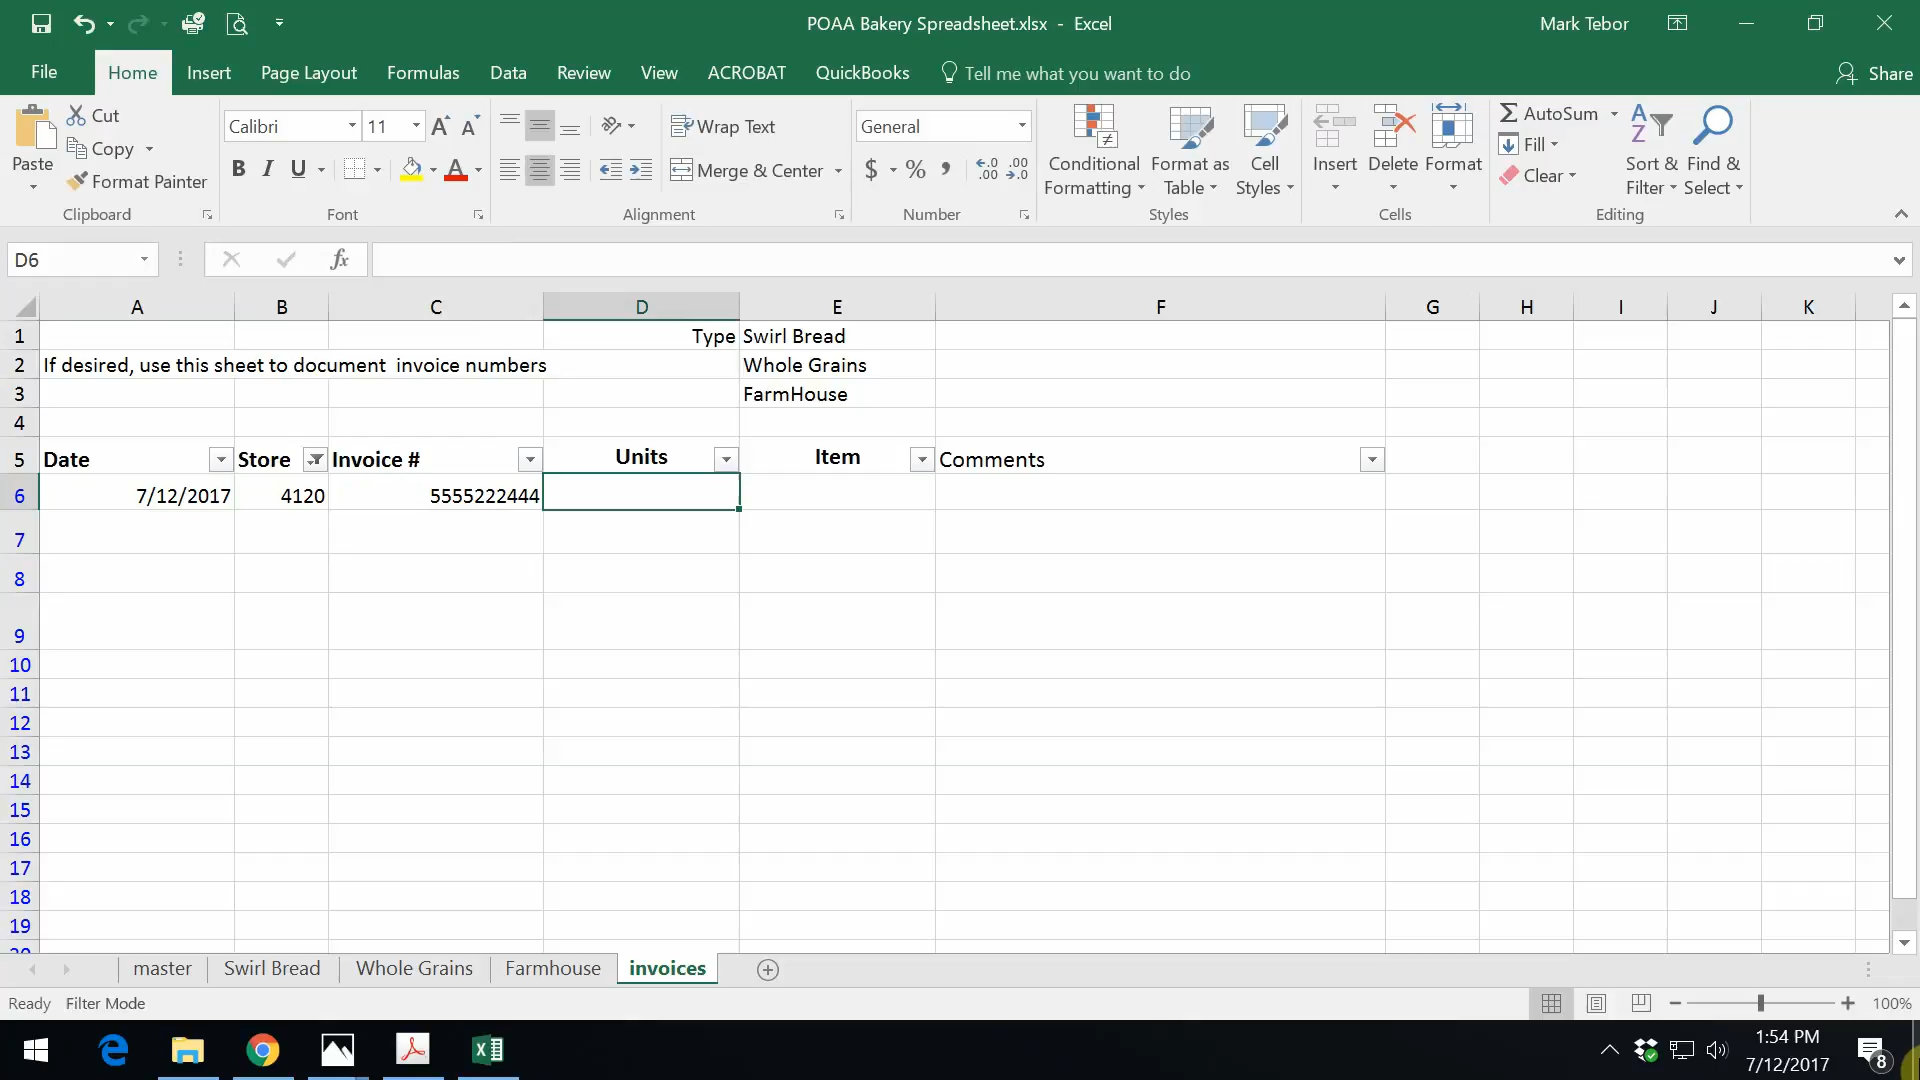 POAA Bakery Spreadsheet.xlsx - Excel
Mark Tebor
File Home Insert Page Layout Formulas Data Review View ACROBAT QuickBooks Tell me what you want to do Share
Paste
Cut
Copy
Format Painter
Clipboard
Calibri 11
B I U
Font
Wrap Text
Merge & Center
Alignment
General
$ % ,
Number
Conditional Formatting
Format as Table
Cell Styles
Styles
Insert Delete Format
Cells
AutoSum
Fill
Clear
Sort & Filter
Find & Select
Editing
D6 fx
A B C D E F G H I J K
1 Type Swirl Bread
2 If desired, use this sheet to document invoice numbers Whole Grains
3 FarmHouse
4
5 Date Store Invoice # Units Item Comments
6 7/12/2017 4120 5555222444
7
8
9
10
11
12
13
14
15
16
17
18
19
20
master Swirl Bread Whole Grains Farmhouse invoices
Ready Filter Mode 100%
1:54 PM
7/12/2017
8